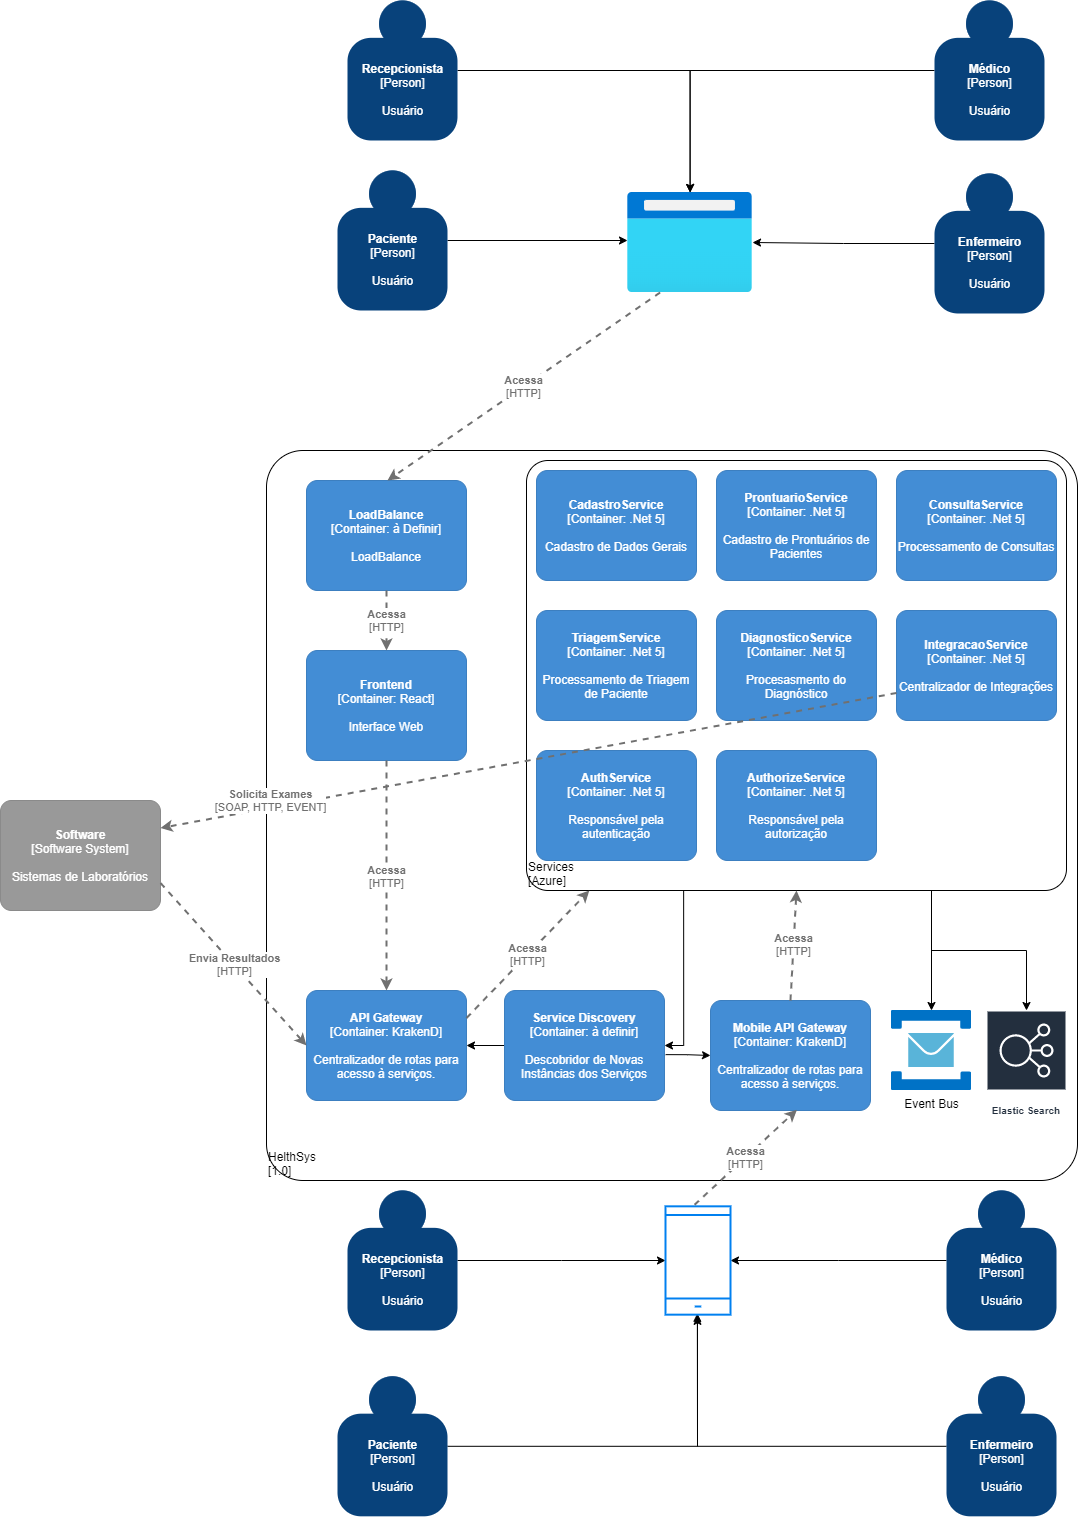 Recepcionista
[Person]
Usuário
Médico
[Person]
Usuário
Paciente
[Person]
Usuário
Enfermeiro
[Person]
Usuário
Acessa
[HTTP]
LoadBalance
[Container: à Definir]
LoadBalance
CadastroService
[Container: .Net 5]
Cadastro de Dados Gerais
ProntuarioService
[Container: .Net 5]
Cadastro de Prontuários de
Pacientes
ConsultaService
[Container: .Net 5]
Processamento de Consultas
Acessa
[HTTP]
Frontend
[Container: React]
Interface Web
TriagemService
[Container: .Net 5]
Processamento de Triagem
de Paciente
DiagnosticoService
[Container: .Net 5]
Procesasmento do
Diagnóstico
IntegracaoService
[Container: .Net 5]
Centralizador de Integrações
AuthService
[Container: .Net 5]
Responsável pela
autenticação
AuthorizeService
[Container: .Net 5]
Responsável pela
autorização
Solicita Exames
[SOAP, HTTP, EVENT]
Software
[Software System]
Sistemas de Laboratórios
Services
[Azure]
Acessa
[HTTP]
Envia Resultados
[HTTP]
Acessa
[HTTP]
Acessa
[HTTP]
API Gateway
[Container: KrakenD]
Centralizador de rotas para
acesso à serviços.
Service Discovery
[Container: à definir]
Descobridor de Novas
Instâncias dos Serviços
Mobile API Gateway
[Container: KrakenD]
Centralizador de rotas para
acesso à serviços.
Event Bus
Elastic Search
HelthSys
[1.0]
Acessa
[HTTP]
Recepcionista
[Person]
Usuário
Médico
[Person]
Usuário
Paciente
[Person]
Usuário
Enfermeiro
[Person]
Usuário